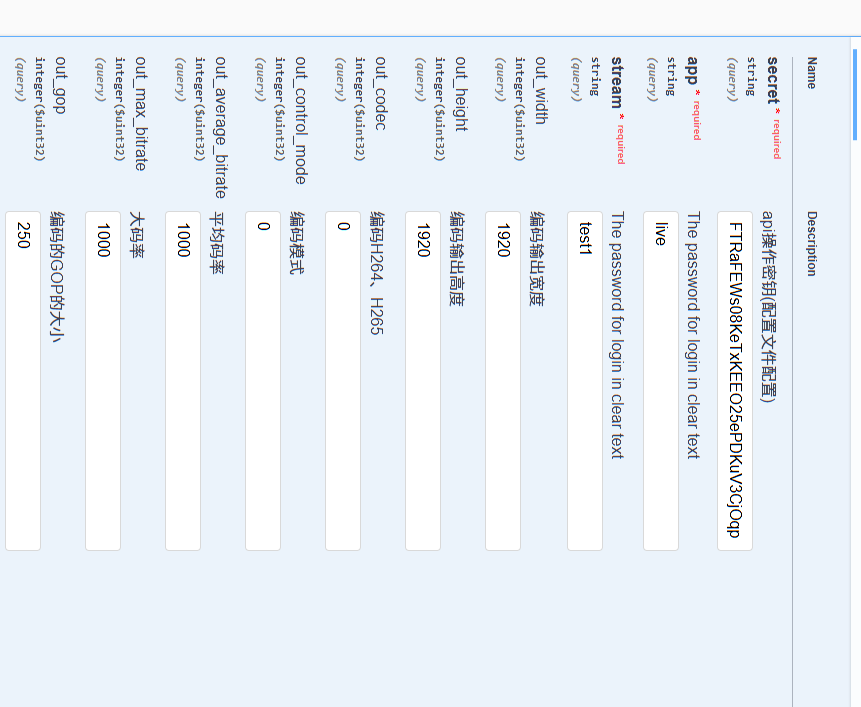 Name Description
secret * required api操作密钥(配置文件配置)
string
(query) FTRaFEWs08KeTxKEEO25ePDKuV3CjOqp
app * required The password for login in clear text
string
(query) live
stream * required The password for login in clear text
string
(query) test1
out_width 编码输出宽度
integer($uint32)
(query) 1920
out_height 编码输出高度
integer($uint32)
(query) 1920
out_codec 编码H264、H265
integer($uint32)
(query) 0
out_control_mode 编码模式
integer($uint32)
(query) 0
out_average_bitrate 平均码率
integer($uint32)
(query) 1000
out_max_bitrate 大码率
integer($uint32)
(query) 1000
out_gop 编码的GOP的大小
integer($uint32)
(query) 250